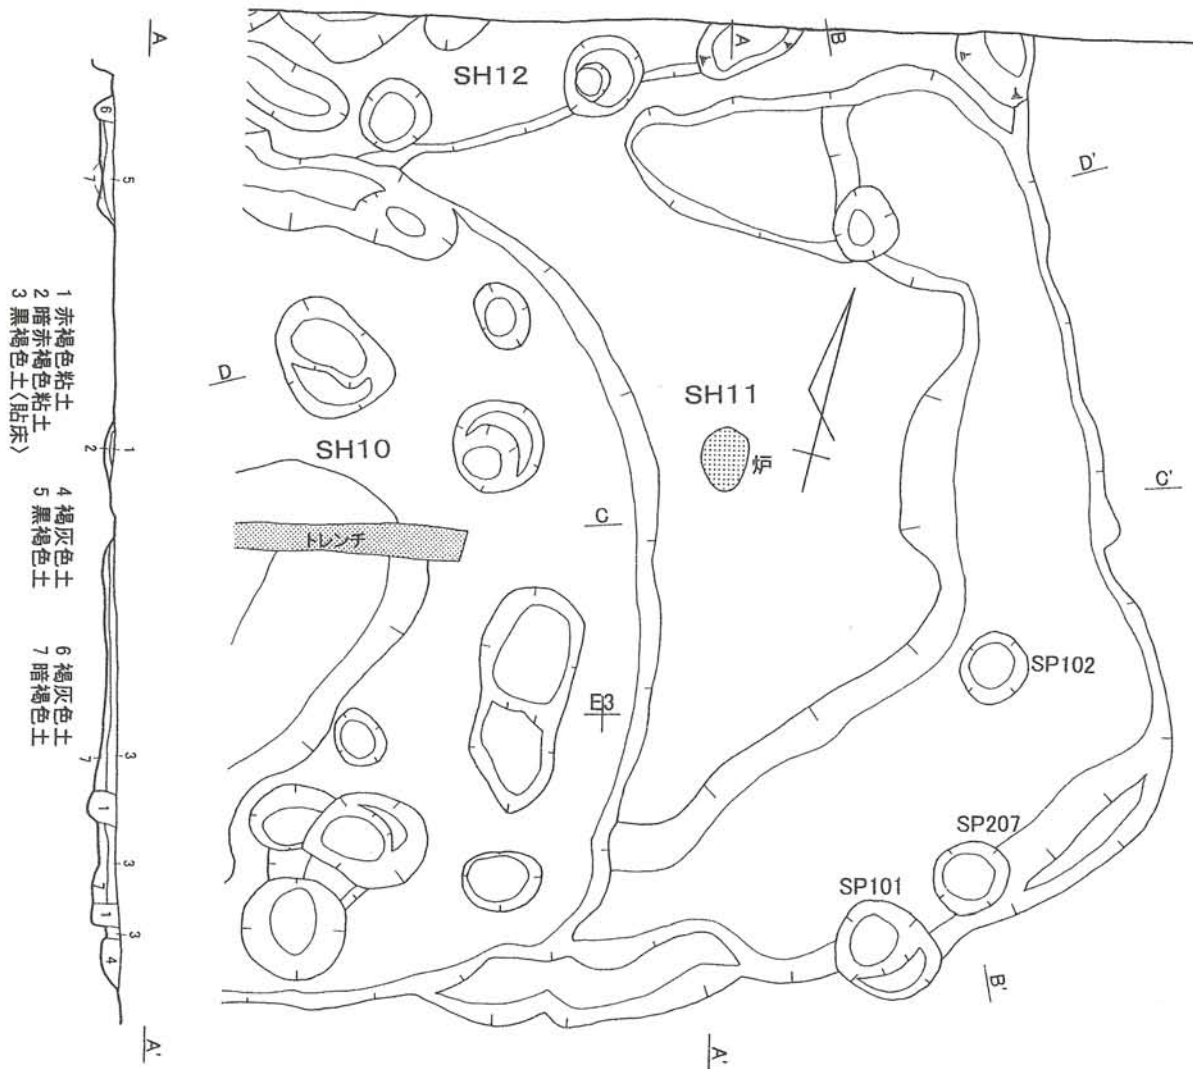 A
A
B
SH12
6
7
5
D'
1 赤褐色粘土
2 暗赤褐色粘土
3 黒褐色土〈貼床〉
4 褐灰色土
5 黒褐色土
6 褐灰色土
7 暗褐色土
D
SH11
炉
SH10
2
1
C
C'
トレンチ
SP102
E3
7
3
1
3
SP207
SP101
7
1
3
4
B'
A'
A'